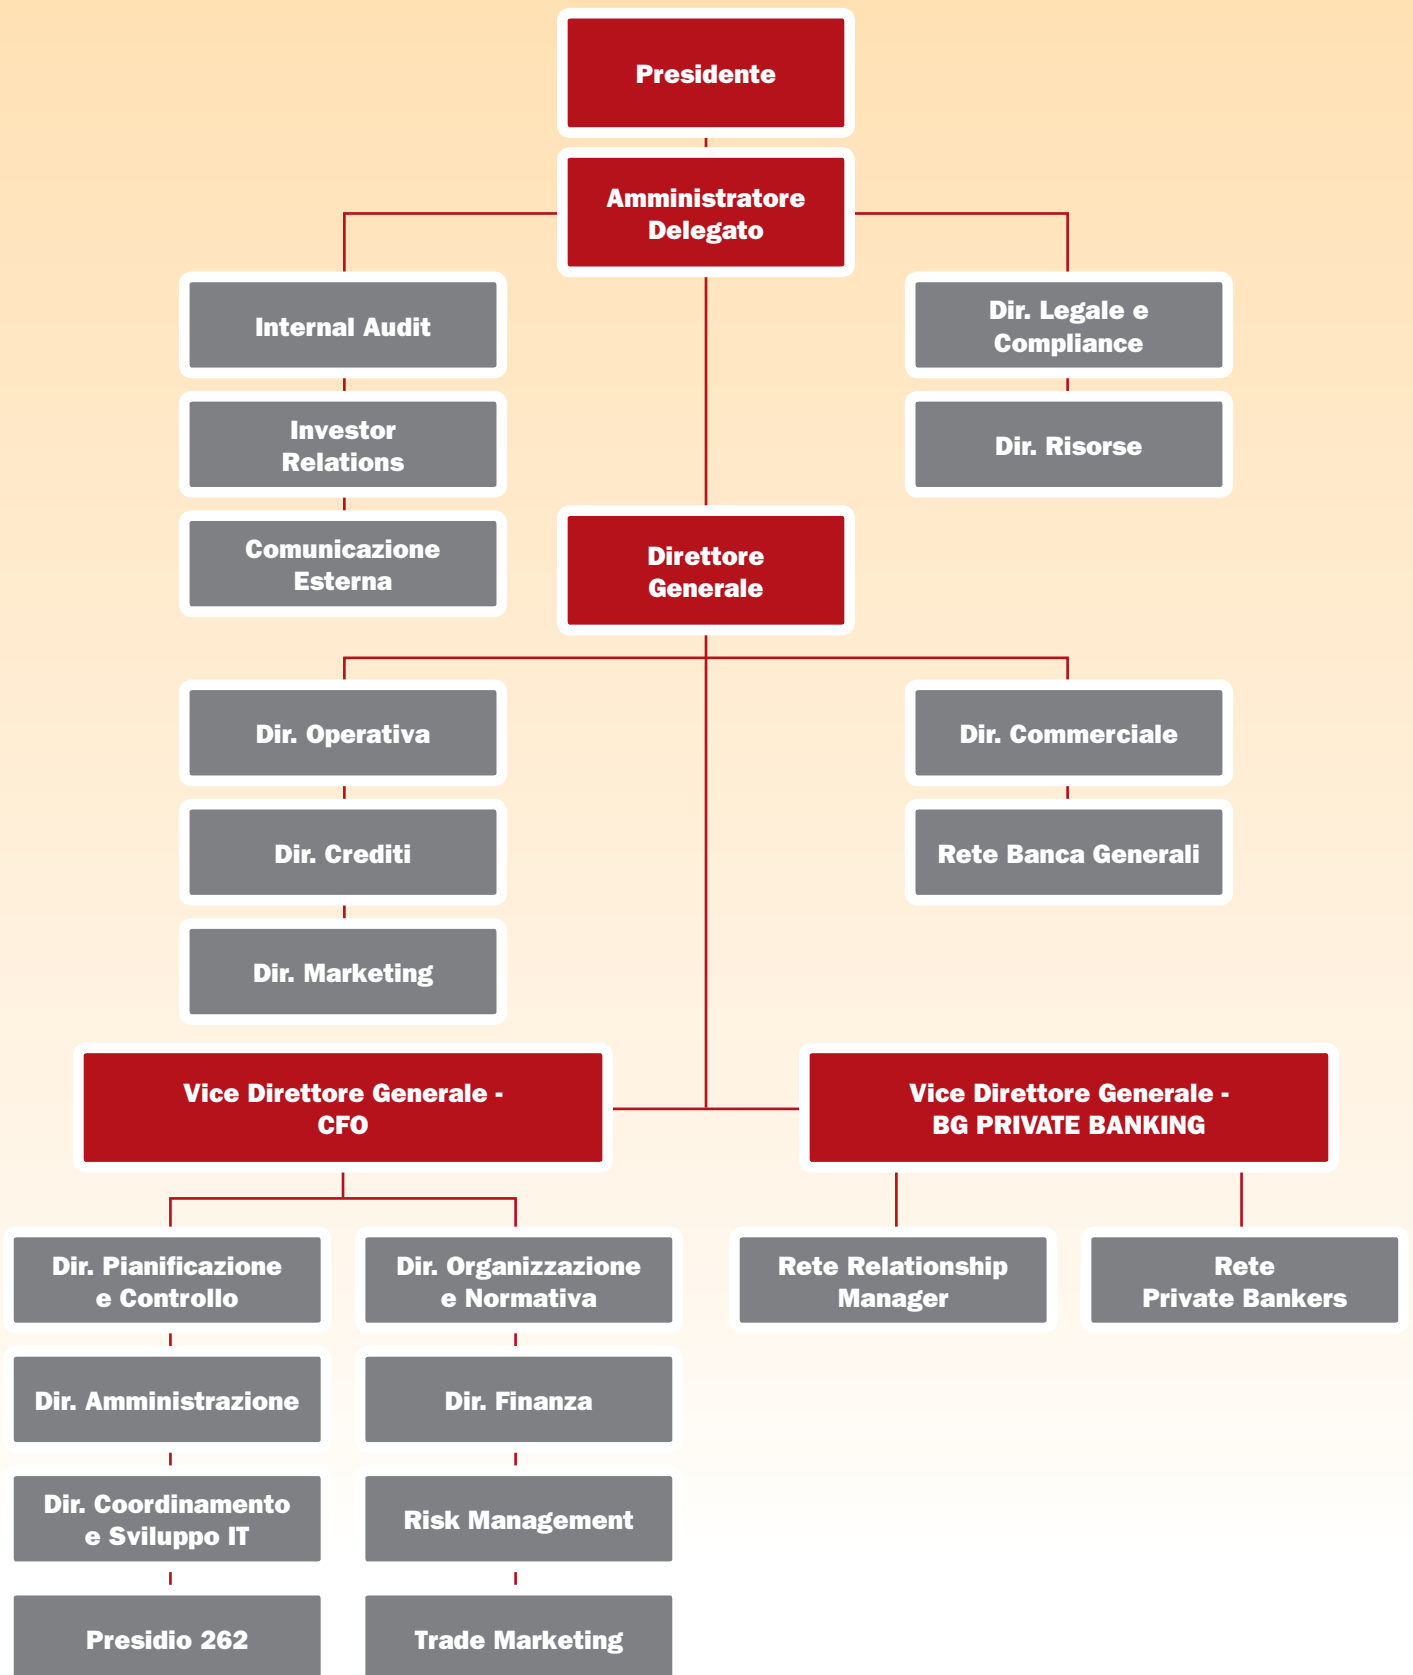 Presidente
Amministratore
Delegato
Internal Audit
Dir. Legale e
Compliance
Investor
Relations
Dir. Risorse
Comunicazione
Esterna
Direttore
Generale
Dir. Operativa
Dir. Commerciale
Dir. Crediti
Rete Banca Generali
Dir. Marketing
Vice Direttore Generale -
CFO
Vice Direttore Generale -
BG PRIVATE BANKING
Dir. Pianificazione
e Controllo
Dir. Organizzazione
e Normativa
Rete Relationship
Manager
Rete
Private Bankers
Dir. Amministrazione
Dir. Finanza
Dir. Coordinamento
e Sviluppo IT
Risk Management
Presidio 262
Trade Marketing